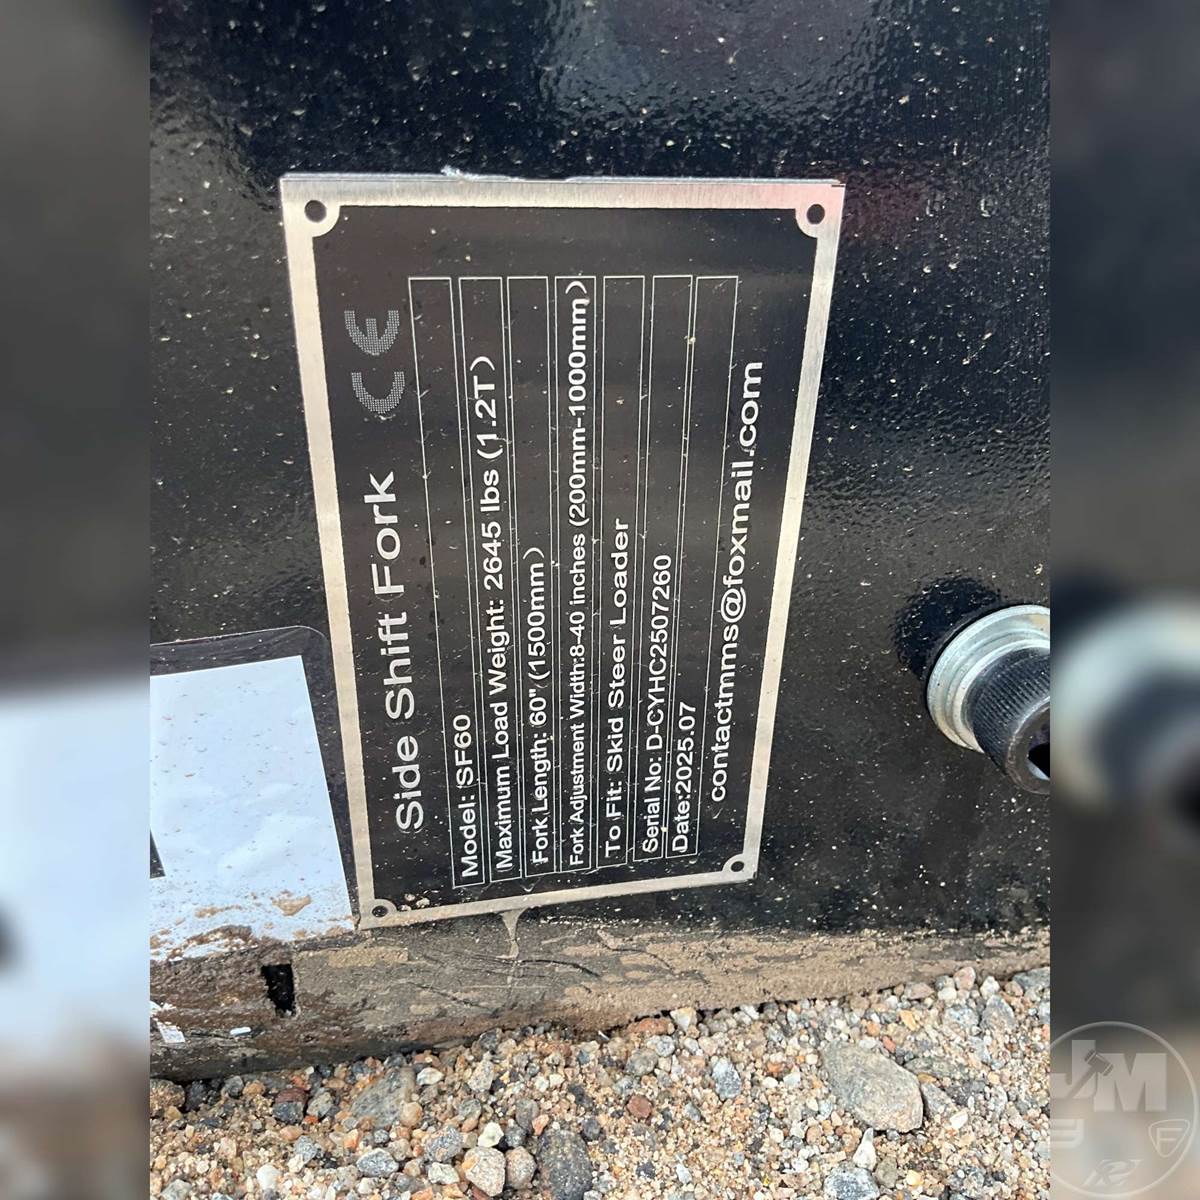 Side Shift Fork CE
Model: SF60
Maximum Load Weight: 2645 lbs (1.2T)
Fork Length: 60" (1500mm)
Fork Adjustment Width:8-40 inches (200mm-1000mm)
To Fit: Skid Steer Loader
Serial No: D-CYHC2507260
Date:2025.07
contactmms@foxmail.com
JM
F